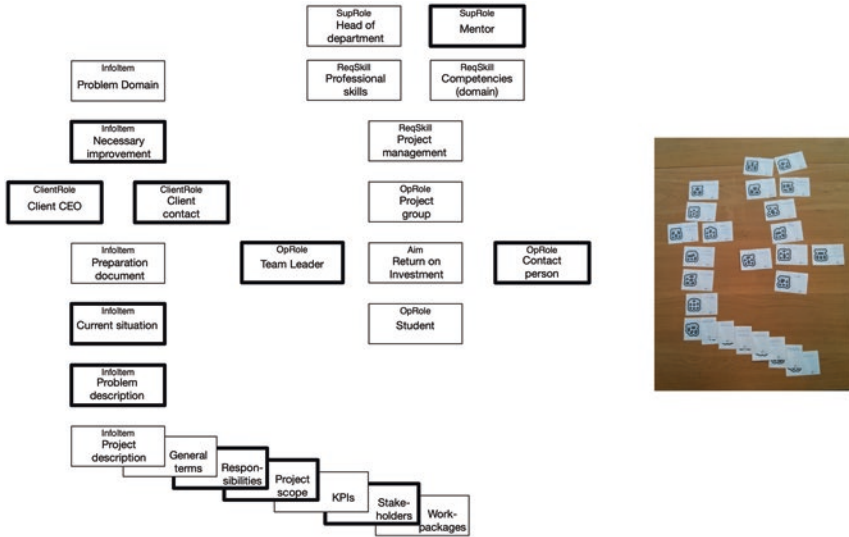 SupRole
Head of
department
SupRole
Mentor
InfoItem
Problem Domain
ReqSkill
Professional
skills
ReqSkill
Competencies
(domain)
InfoItem
Necessary
improvement
ReqSkill
Project
management
ClientRole
Client CEO
ClientRole
Client
contact
OpRole
Project
group
InfoItem
Preparation
document
OpRole
Team Leader
Aim
Return on
Investment
OpRole
Contact
person
InfoItem
Current situation
OpRole
Student
InfoItem
Problem
description
InfoItem
Project
description
General
terms
Respon-
sibilities
Project
scope
KPIs
Stake-
holders
Work-
packages